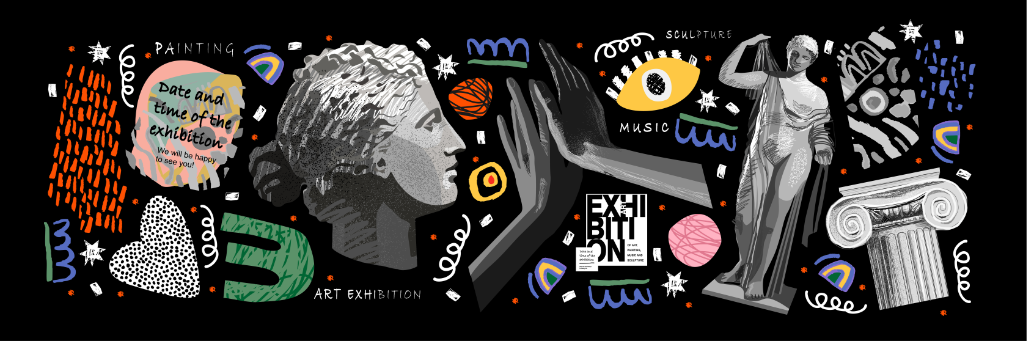 PAINTING
Date and
time of the
exhibition
We will be happy
to see you!
ART EXHIBITION
SCULPTURE
MUSIC
EXHI
BITI
ON